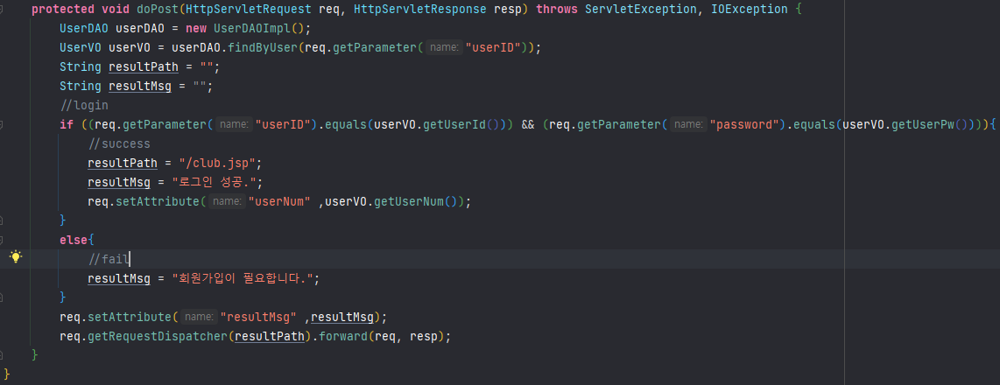 protected void doPost(HttpServletRequest req, HttpServletResponse resp) throws ServletException, IOException {
UserDAO userDAO = new UserDAOImpl();
UserVO userVO = userDAO.findByUser(req.getParameter( name: "userID"));
String resultPath = "";
String resultMsg = "";
//login
if ((req.getParameter( name: "userID").equals(userVO.getUserId())) && (req.getParameter( name: "password").equals(userVO.getUserPw()))){
//success
resultPath = "/club.jsp";
resultMsg = "로그인 성공.";
req.setAttribute( name: "userNum" ,userVO.getUserNum());
}
else{
//fail
resultMsg = "회원가입이 필요합니다.";
}
req.setAttribute( name: "resultMsg" ,resultMsg);
req.getRequestDispatcher(resultPath).forward(req, resp);
}
}